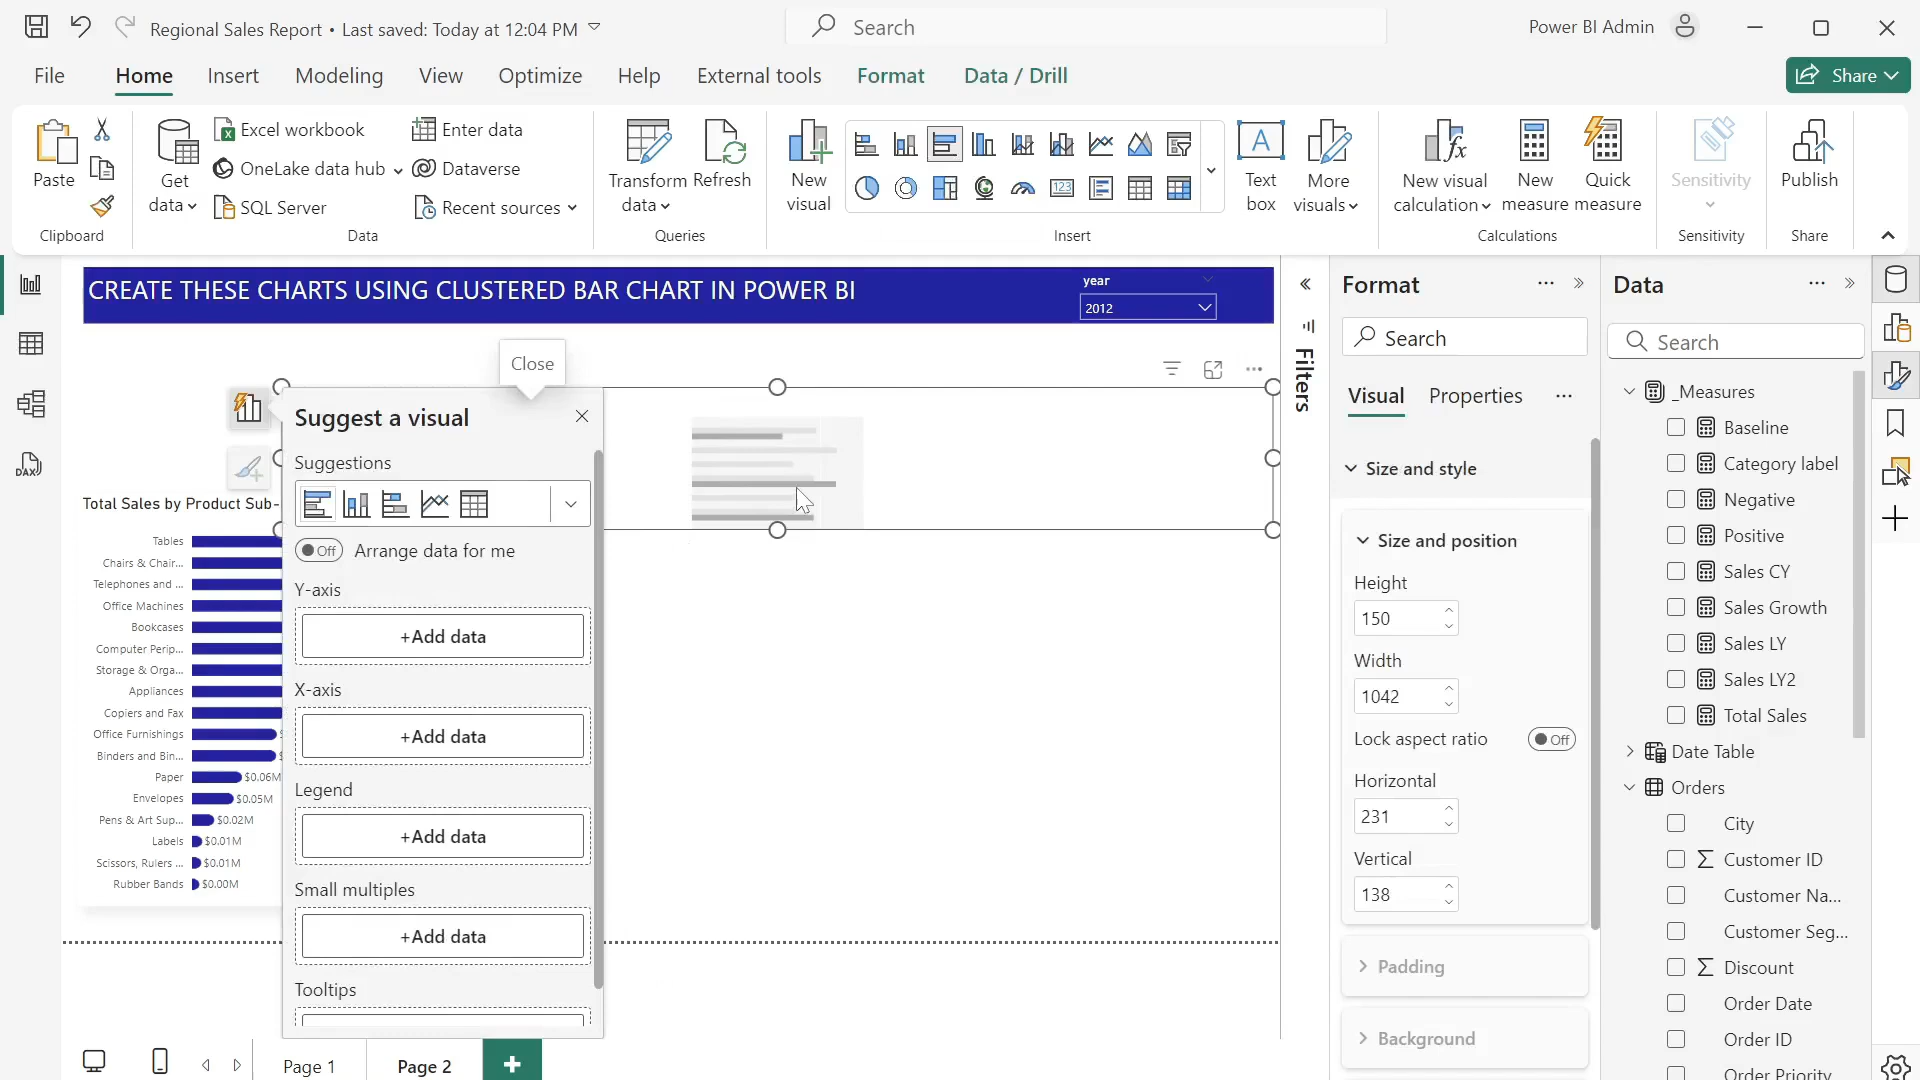 Regional Sales Report • Last saved: Today at 12:04 PM
Search
Power BI Admin
File
Home
Insert
Modeling
View
Optimize
Help
External tools
Format
Data / Drill
Share
Paste
Get
data
Excel workbook
OneLake data hub
SQL Server
Enter data
Dataverse
Recent sources
Transform
data
Refresh
New
visual
123
A
Text
box
More
visuals
New visual
calculation
New
measure
Quick
measure
Sensitivity
Publish
Clipboard
Data
Queries
Insert
Calculations
Sensitivity
Share
CREATE THESE CHARTS USING CLUSTERED BAR CHART IN POWER BI
year
2012
DAX
Close
Suggest a visual
Suggestions
Off
Arrange data for me
Y-axis
+Add data
X-axis
+Add data
Legend
+Add data
Small multiples
+Add data
Tooltips
Total Sales by Product Sub-
Tables
Chairs & Chair...
Telephones and ...
Office Machines
Bookcases
Computer Perip...
Storage & Orga...
Appliances
Copiers and Fax
Office Furnishings
Binders and Bin...
Paper
$0.06M
Envelopes
$0.05M
Pens & Art Sup...
$0.02M
Labels
$0.01M
Scissors, Rulers ...
$0.01M
Rubber Bands
$0.00M
Page 1
Page 2
Filters
Format
Search
Visual
Properties
Size and style
Size and position
Height
150
Width
1042
Lock aspect ratio
Off
Horizontal
231
Vertical
138
Padding
Background
Data
Search
_Measures
Baseline
Category label
Negative
Positive
Sales CY
Sales Growth
Sales LY
Sales LY2
Total Sales
Date Table
Orders
City
Customer ID
Customer Na...
Customer Seg...
Discount
Order Date
Order ID
Order Priority